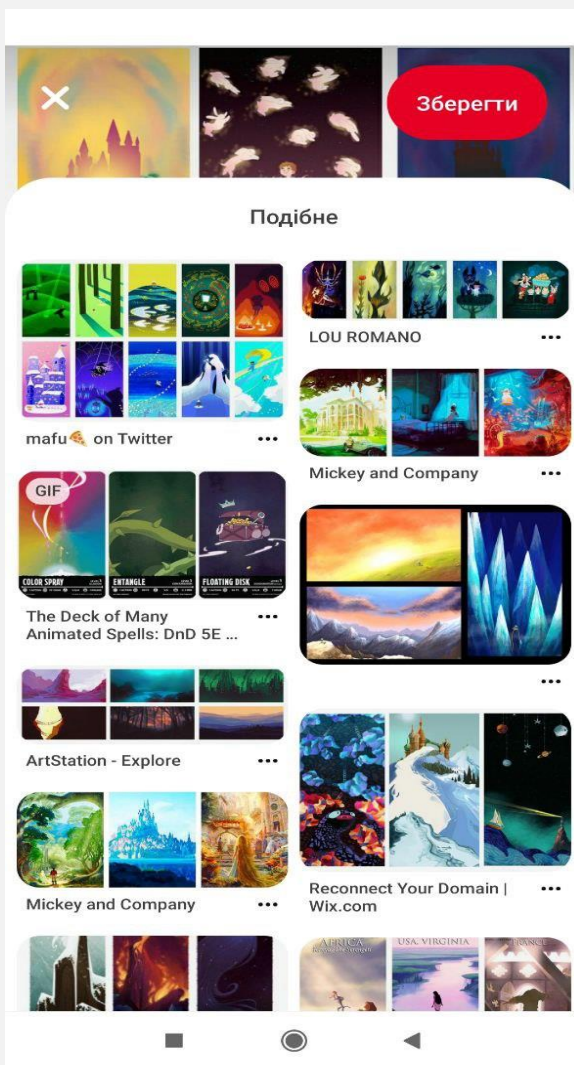 Зберегти
Подібне
mafu🍕 on Twitter
LOU ROMANO
Mickey and Company
GIF
COLOR SPRAY
ENTANGLE
FLOATING DISK
The Deck of Many
Animated Spells: DnD 5E ...
ArtStation - Explore
Mickey and Company
Reconnect Your Domain |
Wix.com
AFRICA
USA, VIRGINIA
FRANCE